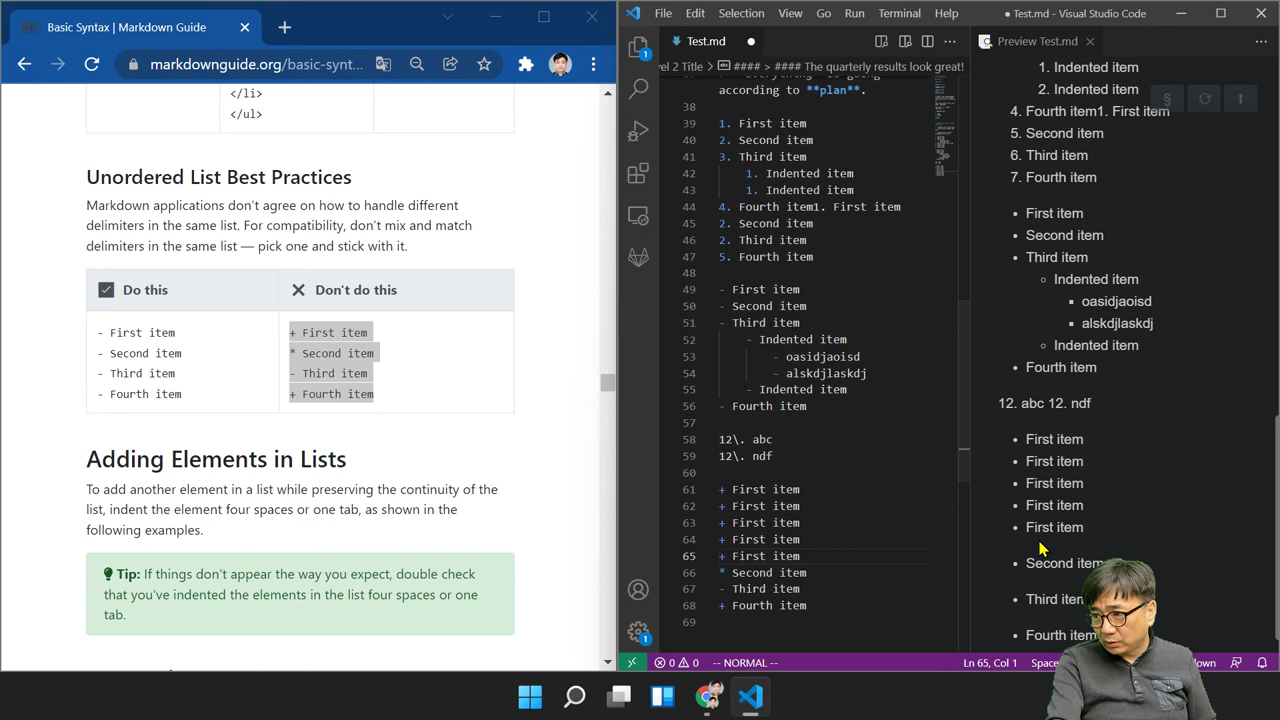 Basic Syntax | Markdown Guide
markdownguide.org/basic-synt...
</li>
</ul>
Unordered List Best Practices
Markdown applications don't agree on how to handle different
delimiters in the same list. For compatibility, don't mix and match
delimiters in the same list — pick one and stick with it.
Do this
Don't do this
- First item
- Second item
- Third item
- Fourth item
+ First item
* Second item
- Third item
+ Fourth item
Adding Elements in Lists
To add another element in a list while preserving the continuity of the
list, indent the element four spaces or one tab, as shown in the
following examples.
Tip: If things don't appear the way you expect, double check
that you've indented the elements in the list four spaces or one
tab.
File Edit Selection View Go Run Terminal Help
● Test.md - Visual Studio Code
Test.md
vel 2 Title > #### > #### The quarterly results look great!
according to **plan**.
38
39 1. First item
40 2. Second item
41 3. Third item
42 1. Indented item
43 1. Indented item
44 4. Fourth item1. First item
45 2. Second item
46 2. Third item
47 5. Fourth item
48
49 - First item
50 - Second item
51 - Third item
52 - Indented item
53 - oasidjaoisd
54 - alskdjlaskdj
55 - Indented item
56 - Fourth item
57
58 12\. abc
59 12\. ndf
60
61 + First item
62 + First item
63 + First item
64 + First item
65 + First item
66 * Second item
67 - Third item
68 + Fourth item
69
Preview Test.md
1. Indented item
2. Indented item
4. Fourth item1. First item
5. Second item
6. Third item
7. Fourth item
• First item
• Second item
• Third item
◦ Indented item
▪ oasidjaoisd
▪ alskdjlaskdj
◦ Indented item
• Fourth item
12. abc 12. ndf
• First item
• First item
• First item
• First item
• First item
• Second item
• Third item
• Fourth item
1
1
0 0 -- NORMAL -- Ln 65, Col 1